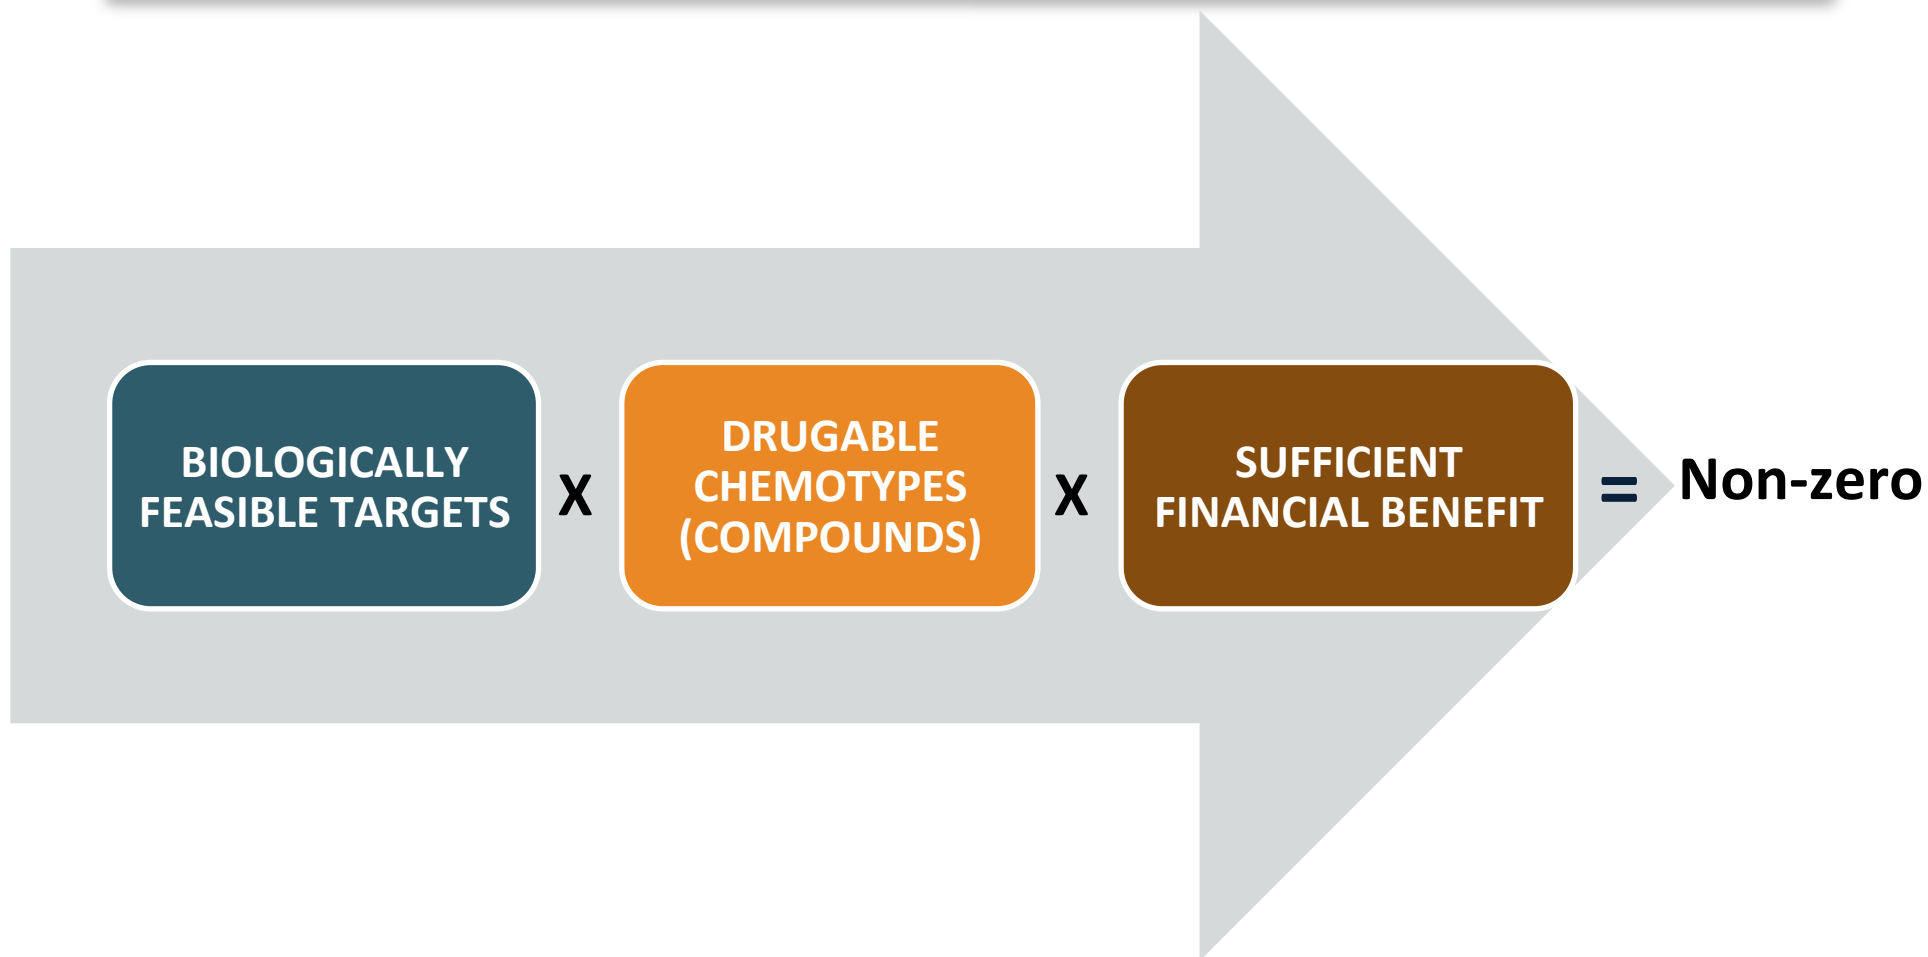 BIOLOGICALLY
FEASIBLE TARGETS
X
DRUGABLE
CHEMOTYPES
(COMPOUNDS)
X
SUFFICIENT
FINANCIAL BENEFIT
=
Non-zero